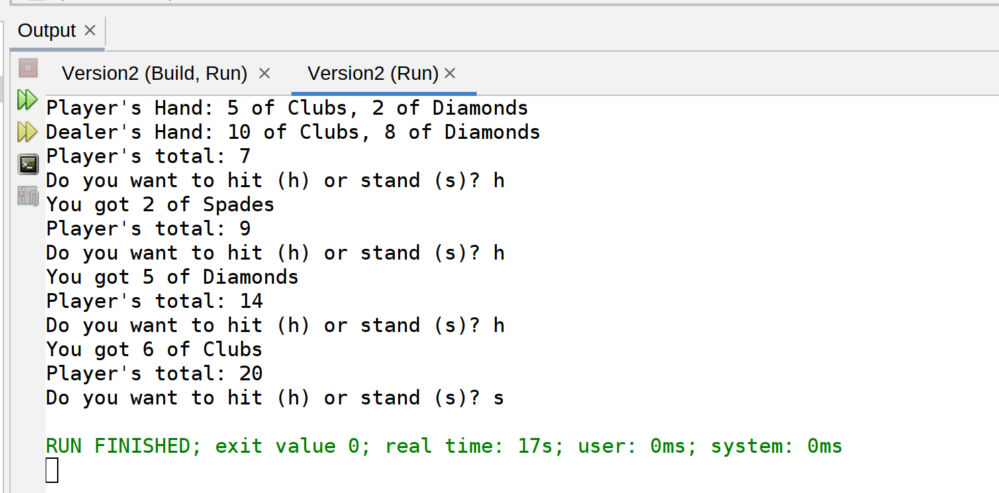 Output
Version2 (Build, Run) Version2 (Run)
Player's Hand: 5 of Clubs, 2 of Diamonds
Dealer's Hand: 10 of Clubs, 8 of Diamonds
Player's total: 7
Do you want to hit (h) or stand (s)? h
You got 2 of Spades
Player's total: 9
Do you want to hit (h) or stand (s)? h
You got 5 of Diamonds
Player's total: 14
Do you want to hit (h) or stand (s)? h
You got 6 of Clubs
Player's total: 20
Do you want to hit (h) or stand (s)? s
RUN FINISHED; exit value 0; real time: 17s; user: 0ms; system: 0ms